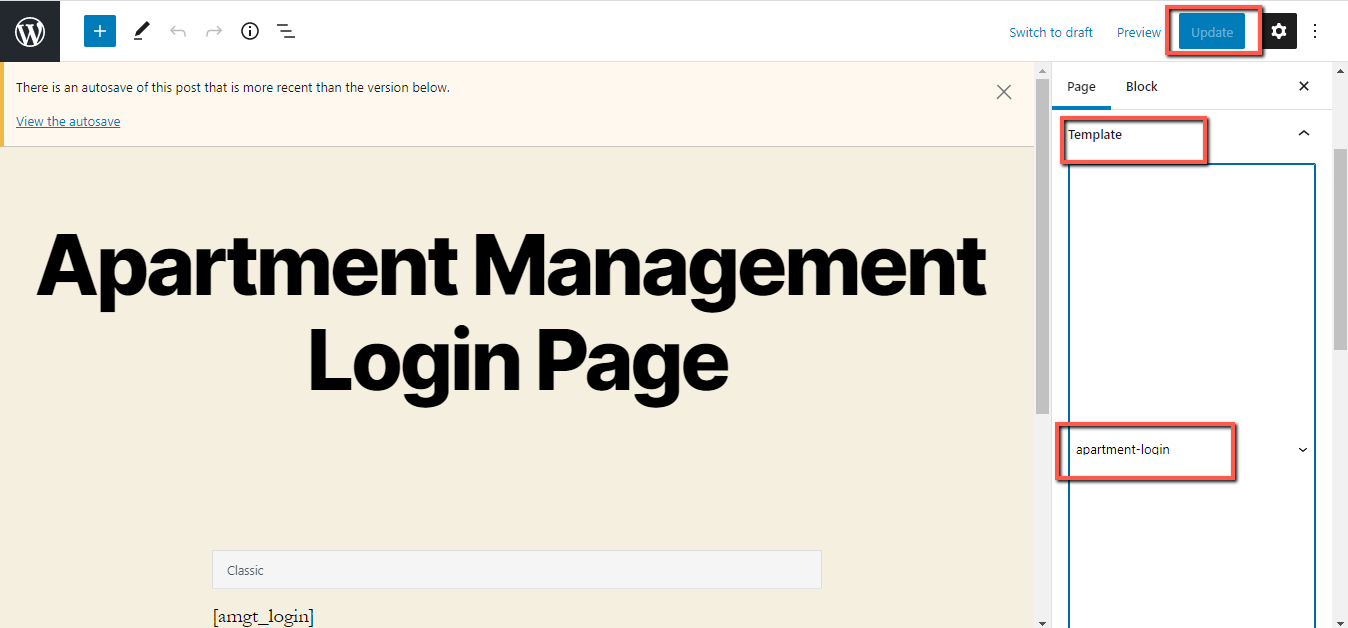 Switch to draft
Preview
Update
There is an autosave of this post that is more recent than the version below.
View the autosave
Page
Block
Template
Apartment Management
Login Page
apartment-login
Classic
[amgt_login]